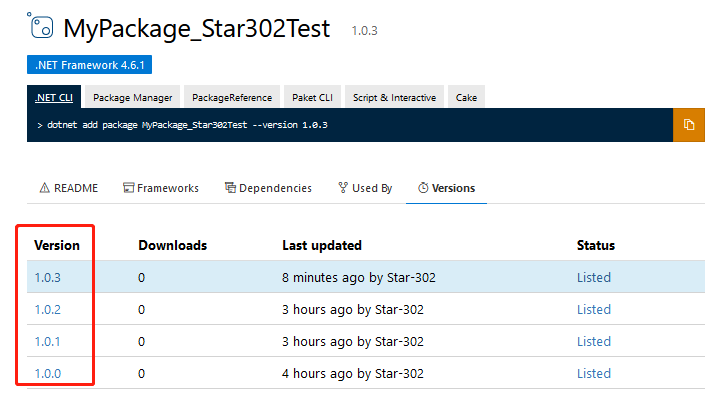 MyPackage_Star302Test 1.0.3
.NET Framework 4.6.1
.NET CLI Package Manager PackageReference Paket CLI Script & Interactive Cake
> dotnet add package MyPackage_Star302Test --version 1.0.3
README Frameworks Dependencies Used By Versions
Version Downloads Last updated Status
1.0.3 0 8 minutes ago by Star-302 Listed
1.0.2 0 3 hours ago by Star-302 Listed
1.0.1 0 3 hours ago by Star-302 Listed
1.0.0 0 4 hours ago by Star-302 Listed